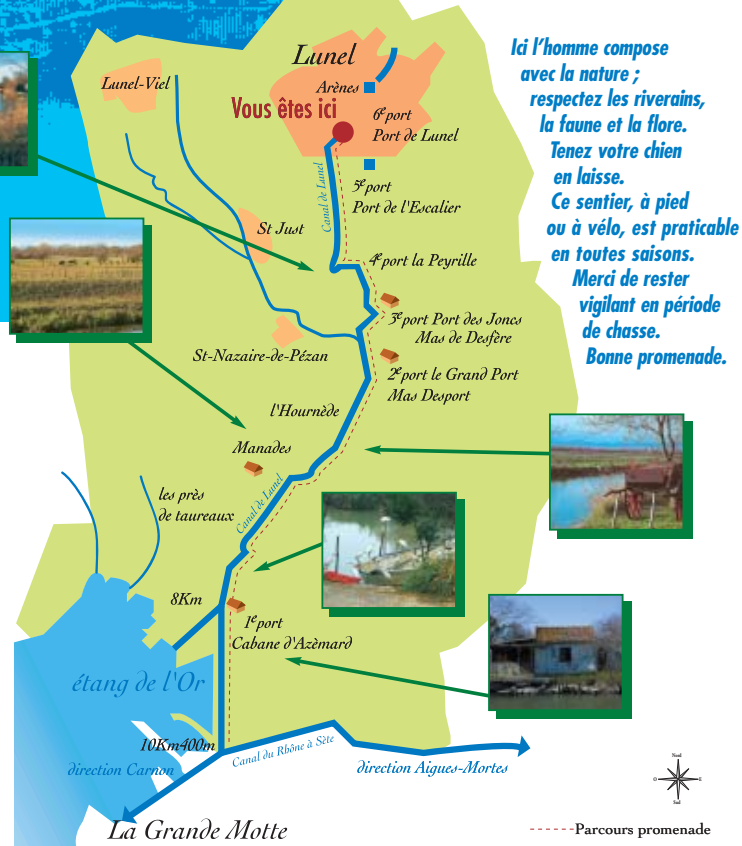 Ici l'homme compose
avec la nature ;
respectez les riverains,
la faune et la flore.
Tenez votre chien
en laisse.
Ce sentier, à pied
ou à vélo, est praticable
en toutes saisons.
Merci de rester
vigilant en période
de chasse.
Bonne promenade.
Lunel
Lunel-Viel
Arènes
Vous êtes ici
6e port
Port de Lunel
Canal de Lunel
5e port
Port de l'Escalier
St Just
4e port la Peyrille
3e port Port des Joncs
Mas de Desfère
St-Nazaire-de-Pézan
2e port le Grand Port
Mas Desport
l'Hournède
Manades
les près
de taureaux
Canal de Lunel
8Km
1e port
Cabane d'Azèmard
étang de l'Or
10Km400m
Canal du Rhône à Sète
direction Carnon
direction Aigues-Mortes
La Grande Motte
Nord
O
E
Sud
Parcours promenade